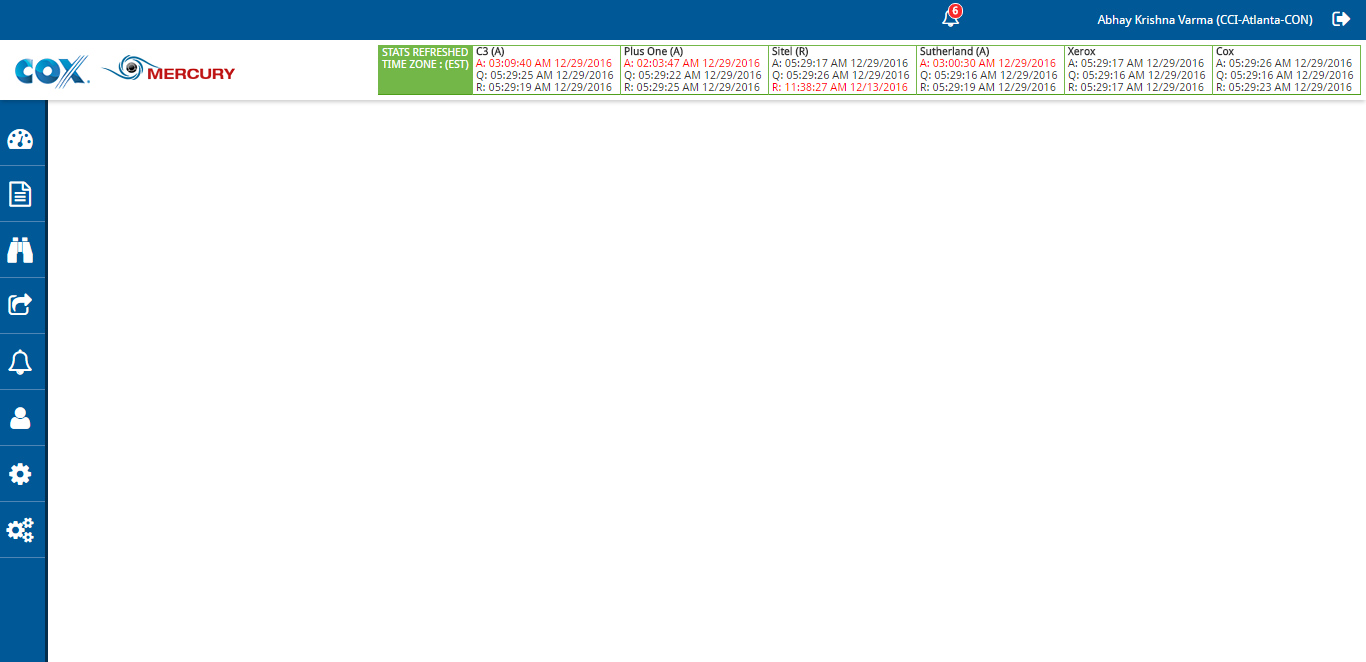 6
Abhay Krishna Varma (CCI-Atlanta-CON)
COX
MERCURY
STATS REFRESHED
TIME ZONE : (EST)
C3 (A)
A: 03:09:40 AM 12/29/2016
Q: 05:29:25 AM 12/29/2016
R: 05:29:19 AM 12/29/2016
Plus One (A)
A: 02:03:47 AM 12/29/2016
Q: 05:29:22 AM 12/29/2016
R: 05:29:25 AM 12/29/2016
Sitel (R)
A: 05:29:17 AM 12/29/2016
Q: 05:29:26 AM 12/29/2016
R: 11:38:27 AM 12/13/2016
Sutherland (A)
A: 03:00:30 AM 12/29/2016
Q: 05:29:16 AM 12/29/2016
R: 05:29:19 AM 12/29/2016
Xerox
A: 05:29:17 AM 12/29/2016
Q: 05:29:16 AM 12/29/2016
R: 05:29:17 AM 12/29/2016
Cox
A: 05:29:26 AM 12/29/2016
Q: 05:29:16 AM 12/29/2016
R: 05:29:23 AM 12/29/2016